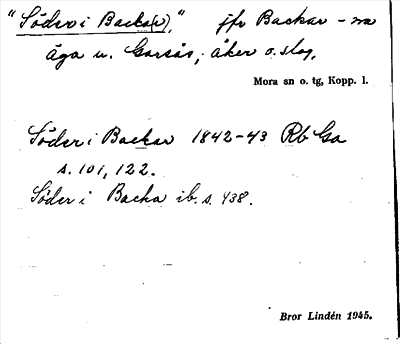 "Söder i Backa(r)," jfr Backar - na
äga u. Garsås, åker o. slog.
Mora sn o. tg, Kopp. l.
Söder i Backar 1842-43 Rb Ga
s. 101, 122.
Söder i Backa ib. s. 438.
Bror Lindén 1945.